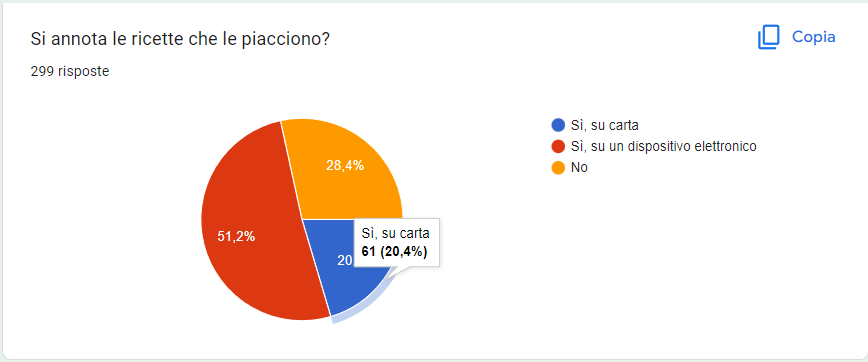 Si annota le ricette che le piacciono?
Copia
299 risposte
Sì, su carta
Sì, su un dispositivo elettronico
No
28,4%
51,2%
20
Sì, su carta
61 (20,4%)